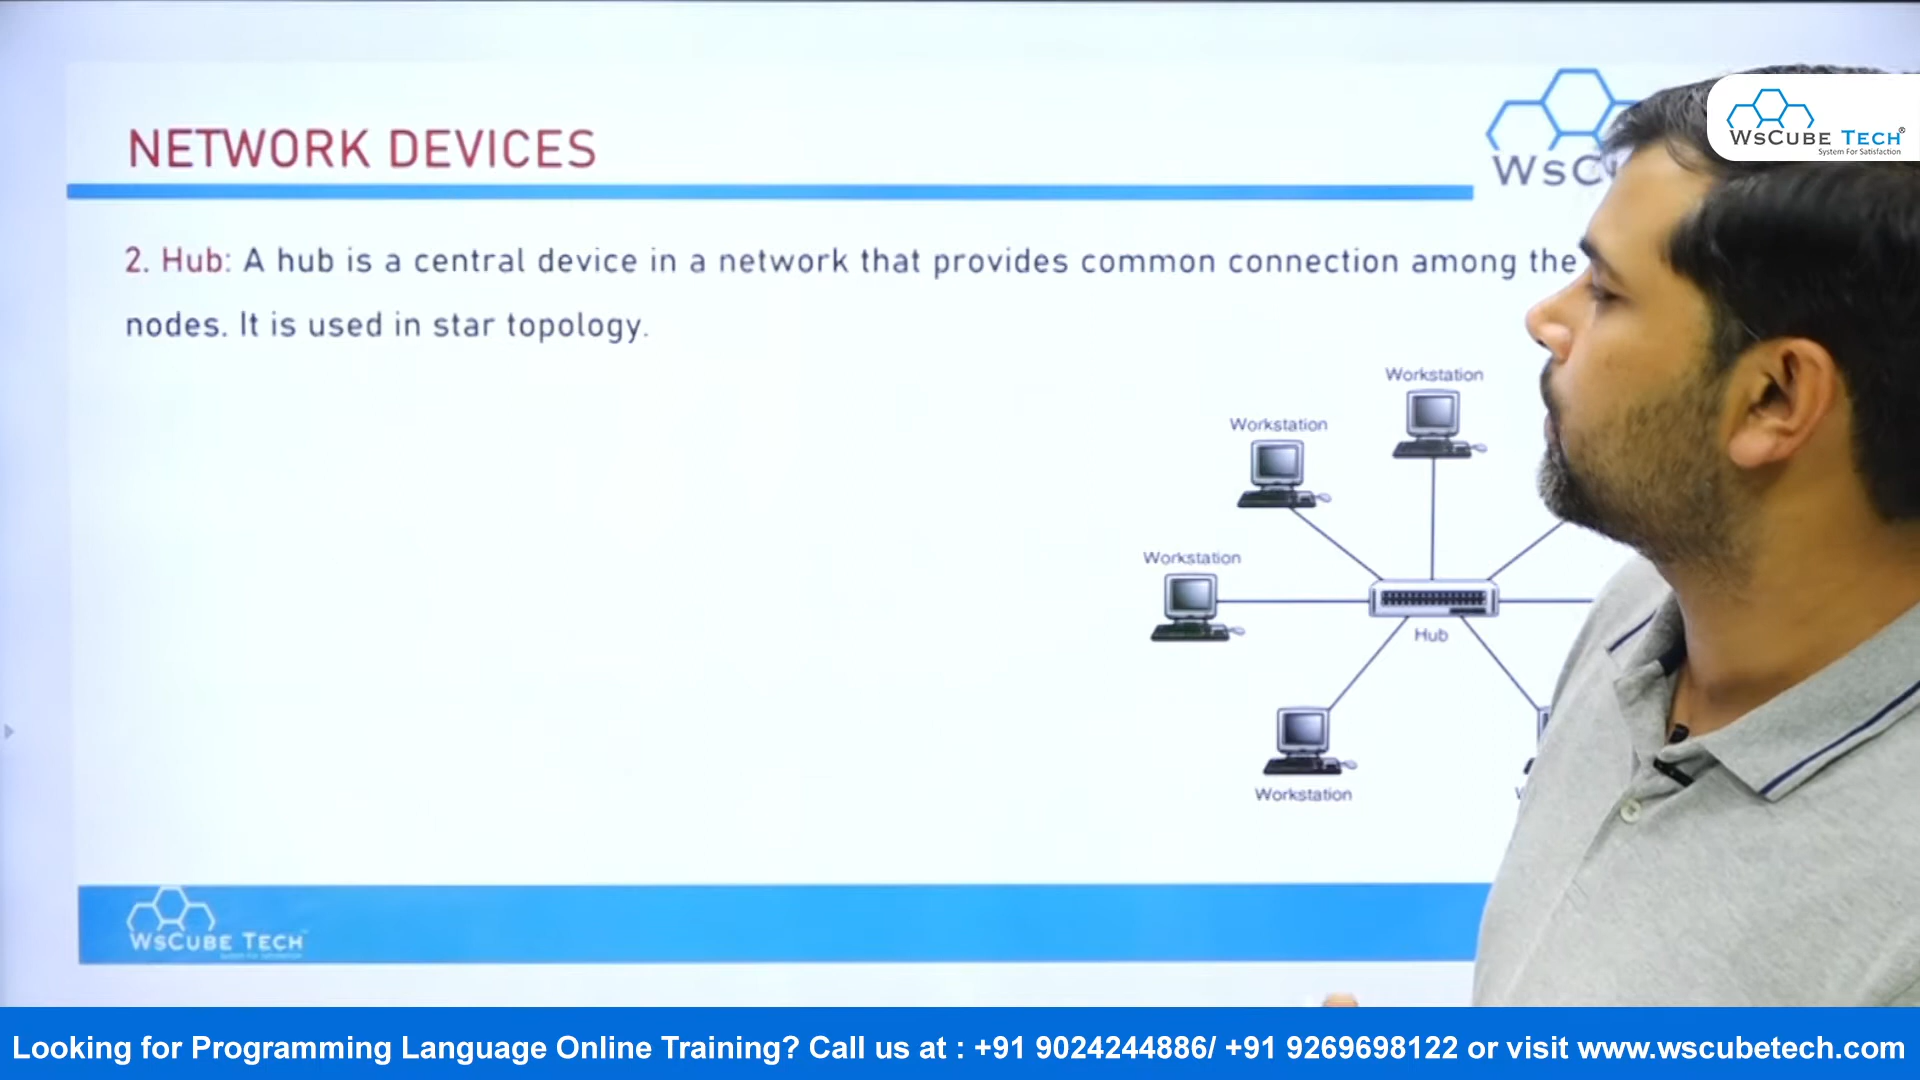 WsCube Tech®
System For Satisfaction
NETWORK DEVICES
2. Hub: A hub is a central device in a network that provides common connection among the
nodes. It is used in star topology.
Workstation
Workstation
Workstation
Hub
Workstation
WsCube Tech
Looking for Programming Language Online Training? Call us at : +91 9024244886/ +91 9269698122 or visit www.wscubetech.com